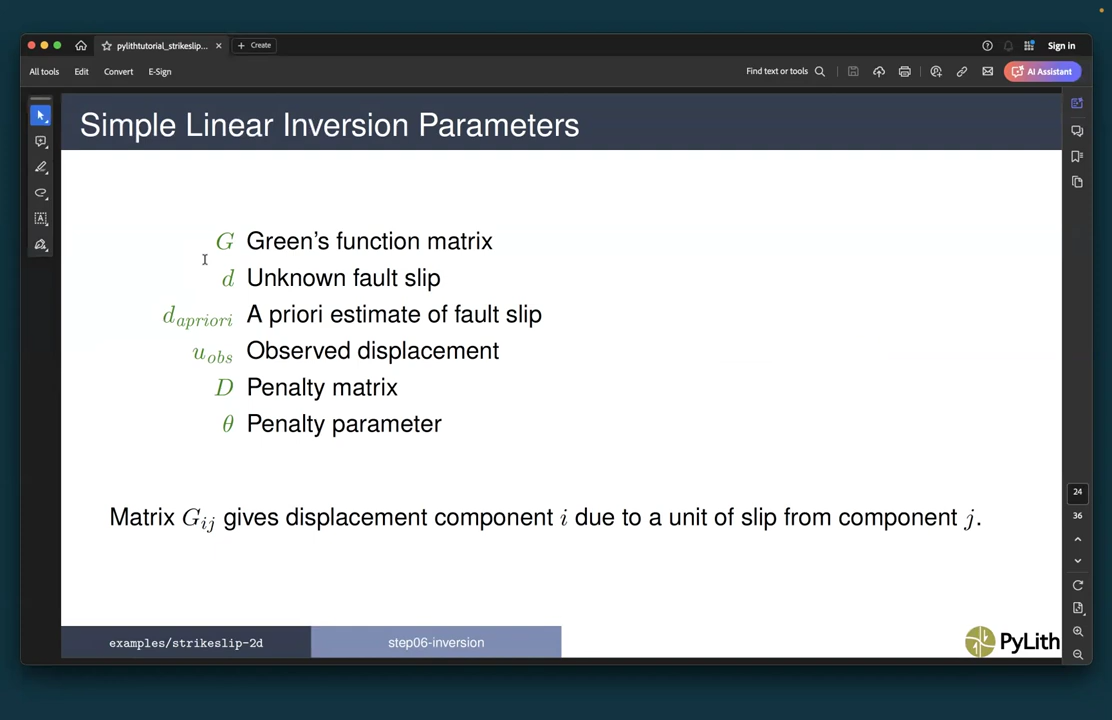 pylithtutorial_strikeslip...
Create
Sign in
All tools
Edit
Convert
E-Sign
Find text or tools
AI Assistant
Simple Linear Inversion Parameters
G Green's function matrix
d Unknown fault slip
d_apriori A priori estimate of fault slip
u_obs Observed displacement
D Penalty matrix
θ Penalty parameter
Matrix G_ij gives displacement component i due to a unit of slip from component j.
24
36
examples/strikeslip-2d
step06-inversion
PyLith